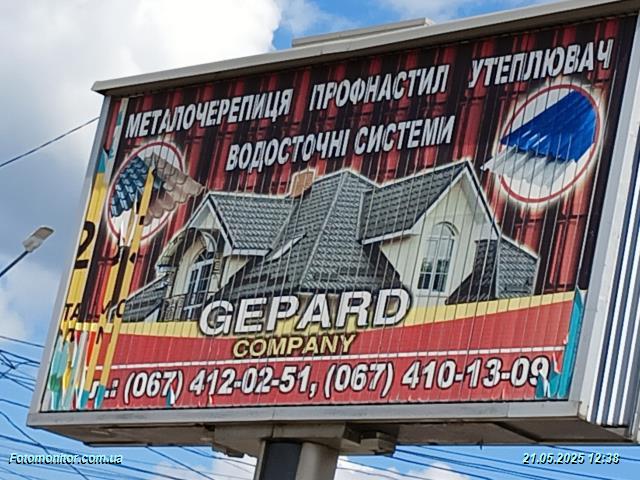 МЕТАЛОЧЕРЕПИЦЯ ПРОФНАСТИЛ УТЕПЛЮВАЧ
ВОДОСТОЧНІ СИСТЕМИ
GEPARD
COMPANY
.: (067) 412-02-51, (067) 410-13-09
Fotomonitor.com.ua
21.05.2025 12:38